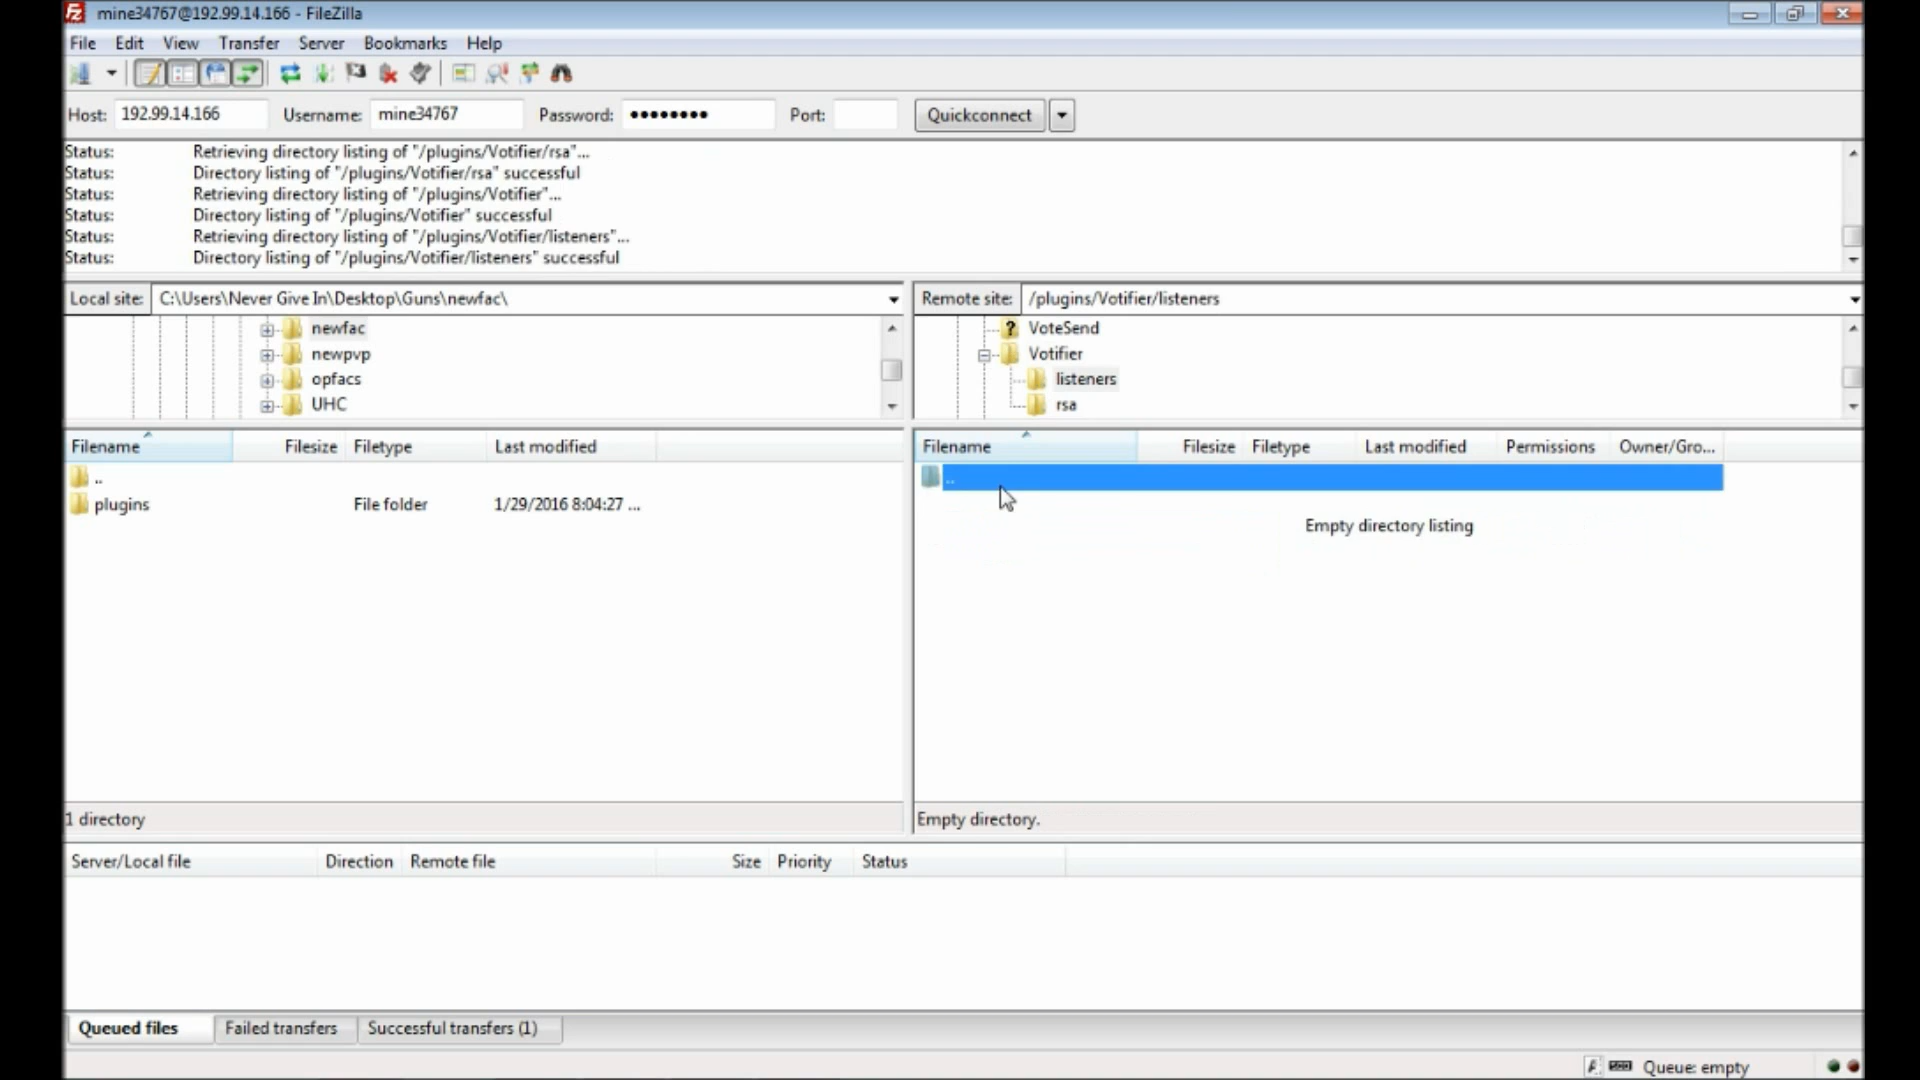 mine34767@192.99.14.166 - FileZilla
File Edit View Transfer Server Bookmarks Help
Host: 192.99.14.166 Username: mine34767 Password: ●●●●●●●● Port: Quickconnect
Status: Retrieving directory listing of "/plugins/Votifier/rsa"...
Status: Directory listing of "/plugins/Votifier/rsa" successful
Status: Retrieving directory listing of "/plugins/Votifier"...
Status: Directory listing of "/plugins/Votifier" successful
Status: Retrieving directory listing of "/plugins/Votifier/listeners"...
Status: Directory listing of "/plugins/Votifier/listeners" successful
Local site: C:\Users\Never Give In\Desktop\Guns\newfac\
newfac
newpvp
opfacs
UHC
Remote site: /plugins/Votifier/listeners
? VoteSend
Votifier
listeners
rsa
Filename Filesize Filetype Last modified
..
plugins File folder 1/29/2016 8:04:27 ...
1 directory
Filename Filesize Filetype Last modified Permissions Owner/Gro...
..
Empty directory listing
Empty directory.
Server/Local file Direction Remote file Size Priority Status
Queued files Failed transfers Successful transfers (1)
Queue: empty